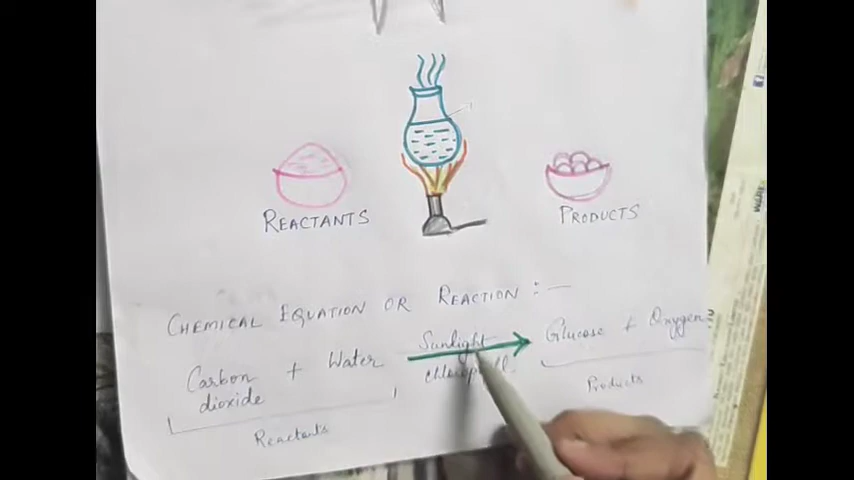 REACTANTS
PRODUCTS
CHEMICAL EQUATION OR REACTION :—
Carbon dioxide + Water
Sunlight
Glucose + Oxygen
Reactants
Products